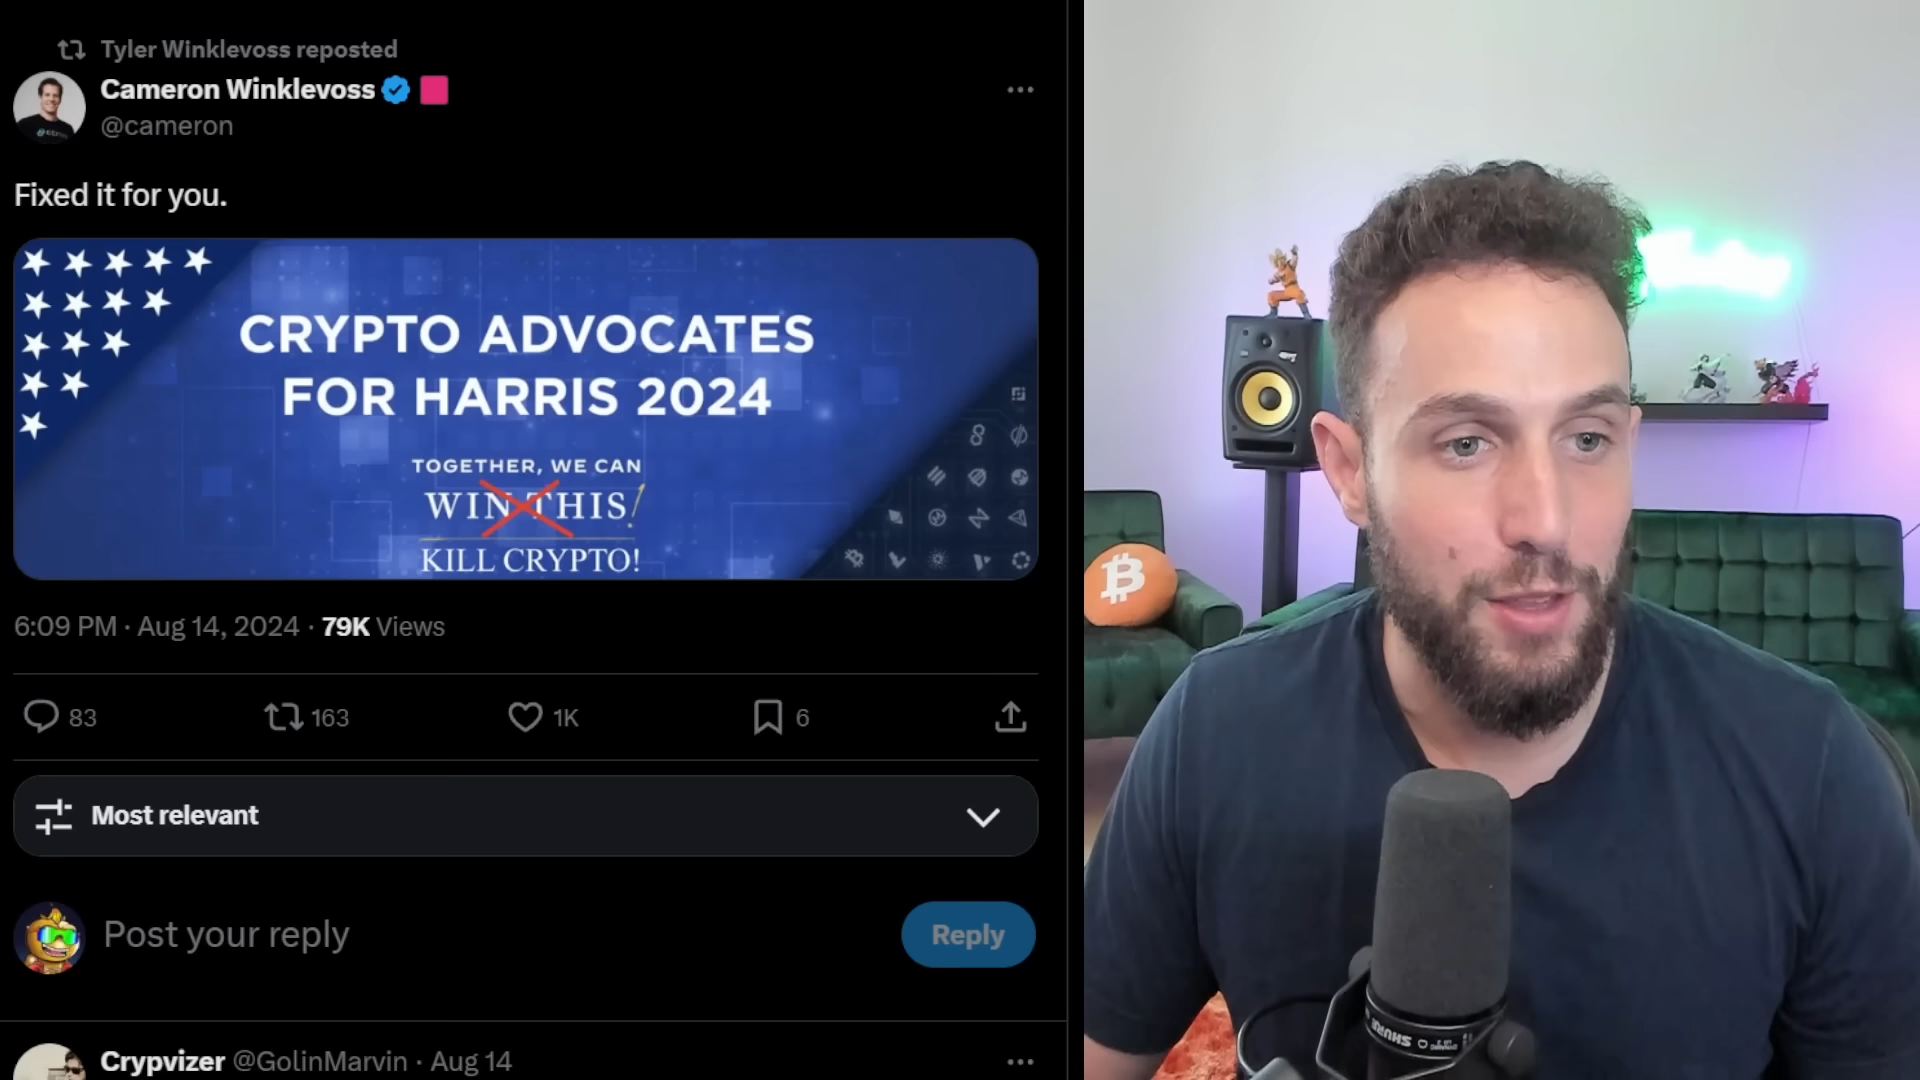 Tyler Winklevoss reposted
Cameron Winklevoss
@cameron
Fixed it for you.
CRYPTO ADVOCATES
FOR HARRIS 2024
TOGETHER, WE CAN
WIN THIS!
KILL CRYPTO!
6:09 PM · Aug 14, 2024 · 79K Views
83 163 1K 6
Most relevant
Post your reply
Reply
Crypvizer @GolinMarvin · Aug 14
SHURE